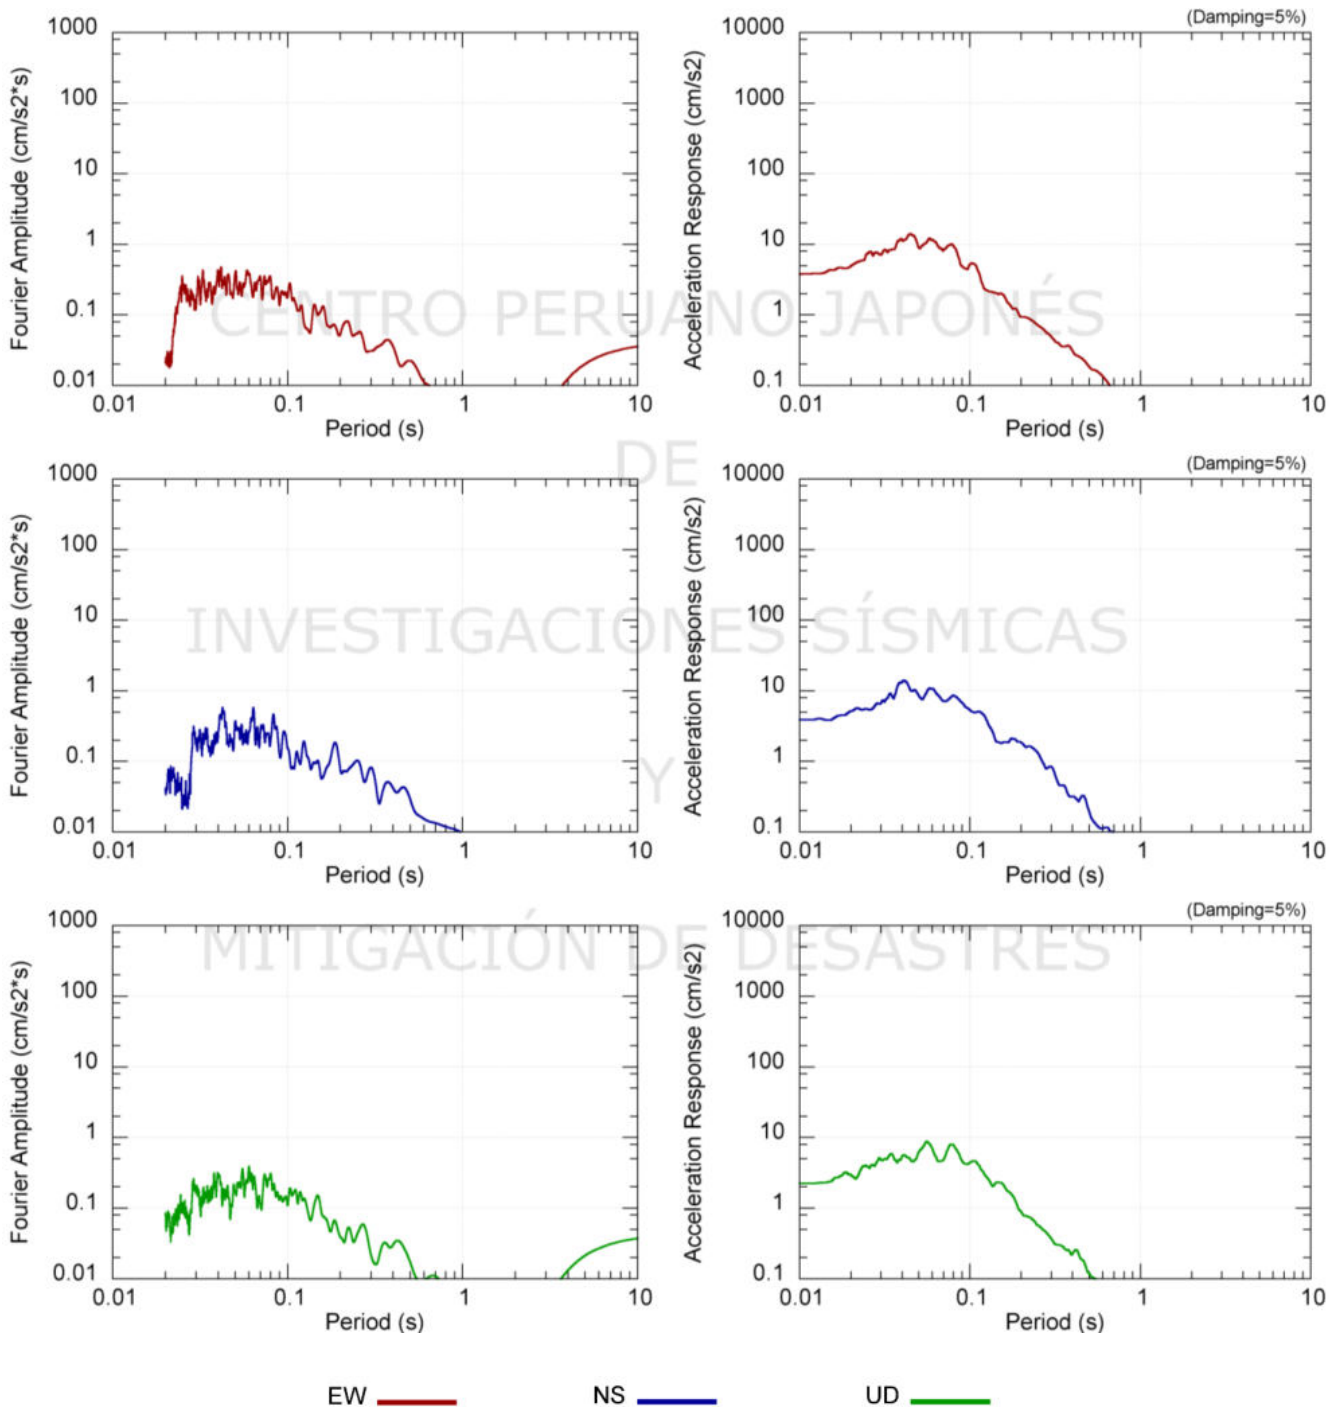 (Damping=5%)
1000
100
10
1
0.1
0.01
Fourier Amplitude (cm/s2*s)
0.01
0.1
1
10
Period (s)
10000
1000
100
10
1
0.1
Acceleration Response (cm/s2)
0.01
0.1
1
10
Period (s)
CENTRO PERUANO JAPONÉS
DE
(Damping=5%)
1000
100
10
1
0.1
0.01
Fourier Amplitude (cm/s2*s)
0.01
0.1
1
10
Period (s)
10000
1000
100
10
1
0.1
Acceleration Response (cm/s2)
0.01
0.1
1
10
Period (s)
INVESTIGACIONES SÍSMICAS
Y
(Damping=5%)
1000
100
10
1
0.1
0.01
Fourier Amplitude (cm/s2*s)
0.01
0.1
1
10
Period (s)
10000
1000
100
10
1
0.1
Acceleration Response (cm/s2)
0.01
0.1
1
10
Period (s)
MITIGACIÓN DE DESASTRES
EW
NS
UD